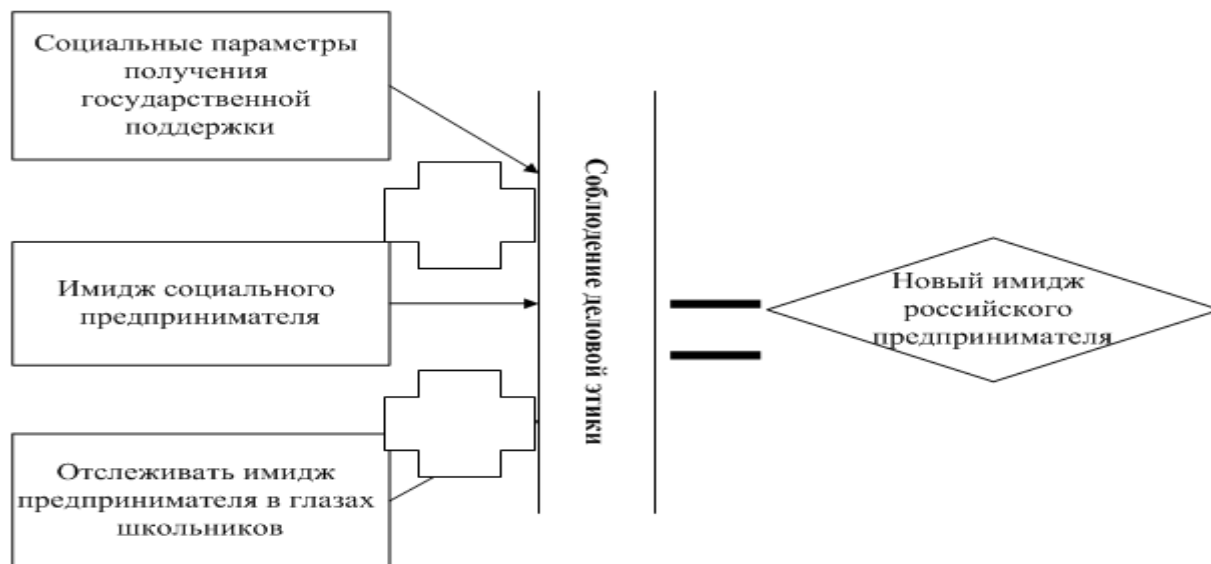 Социальные параметры
получения
государственной
поддержки
Имидж социального
предпринимателя
Отслеживать имидж
предпринимателя в глазах
школьников
Соблюдение деловой этики
Новый имидж
российского
предпринимателя